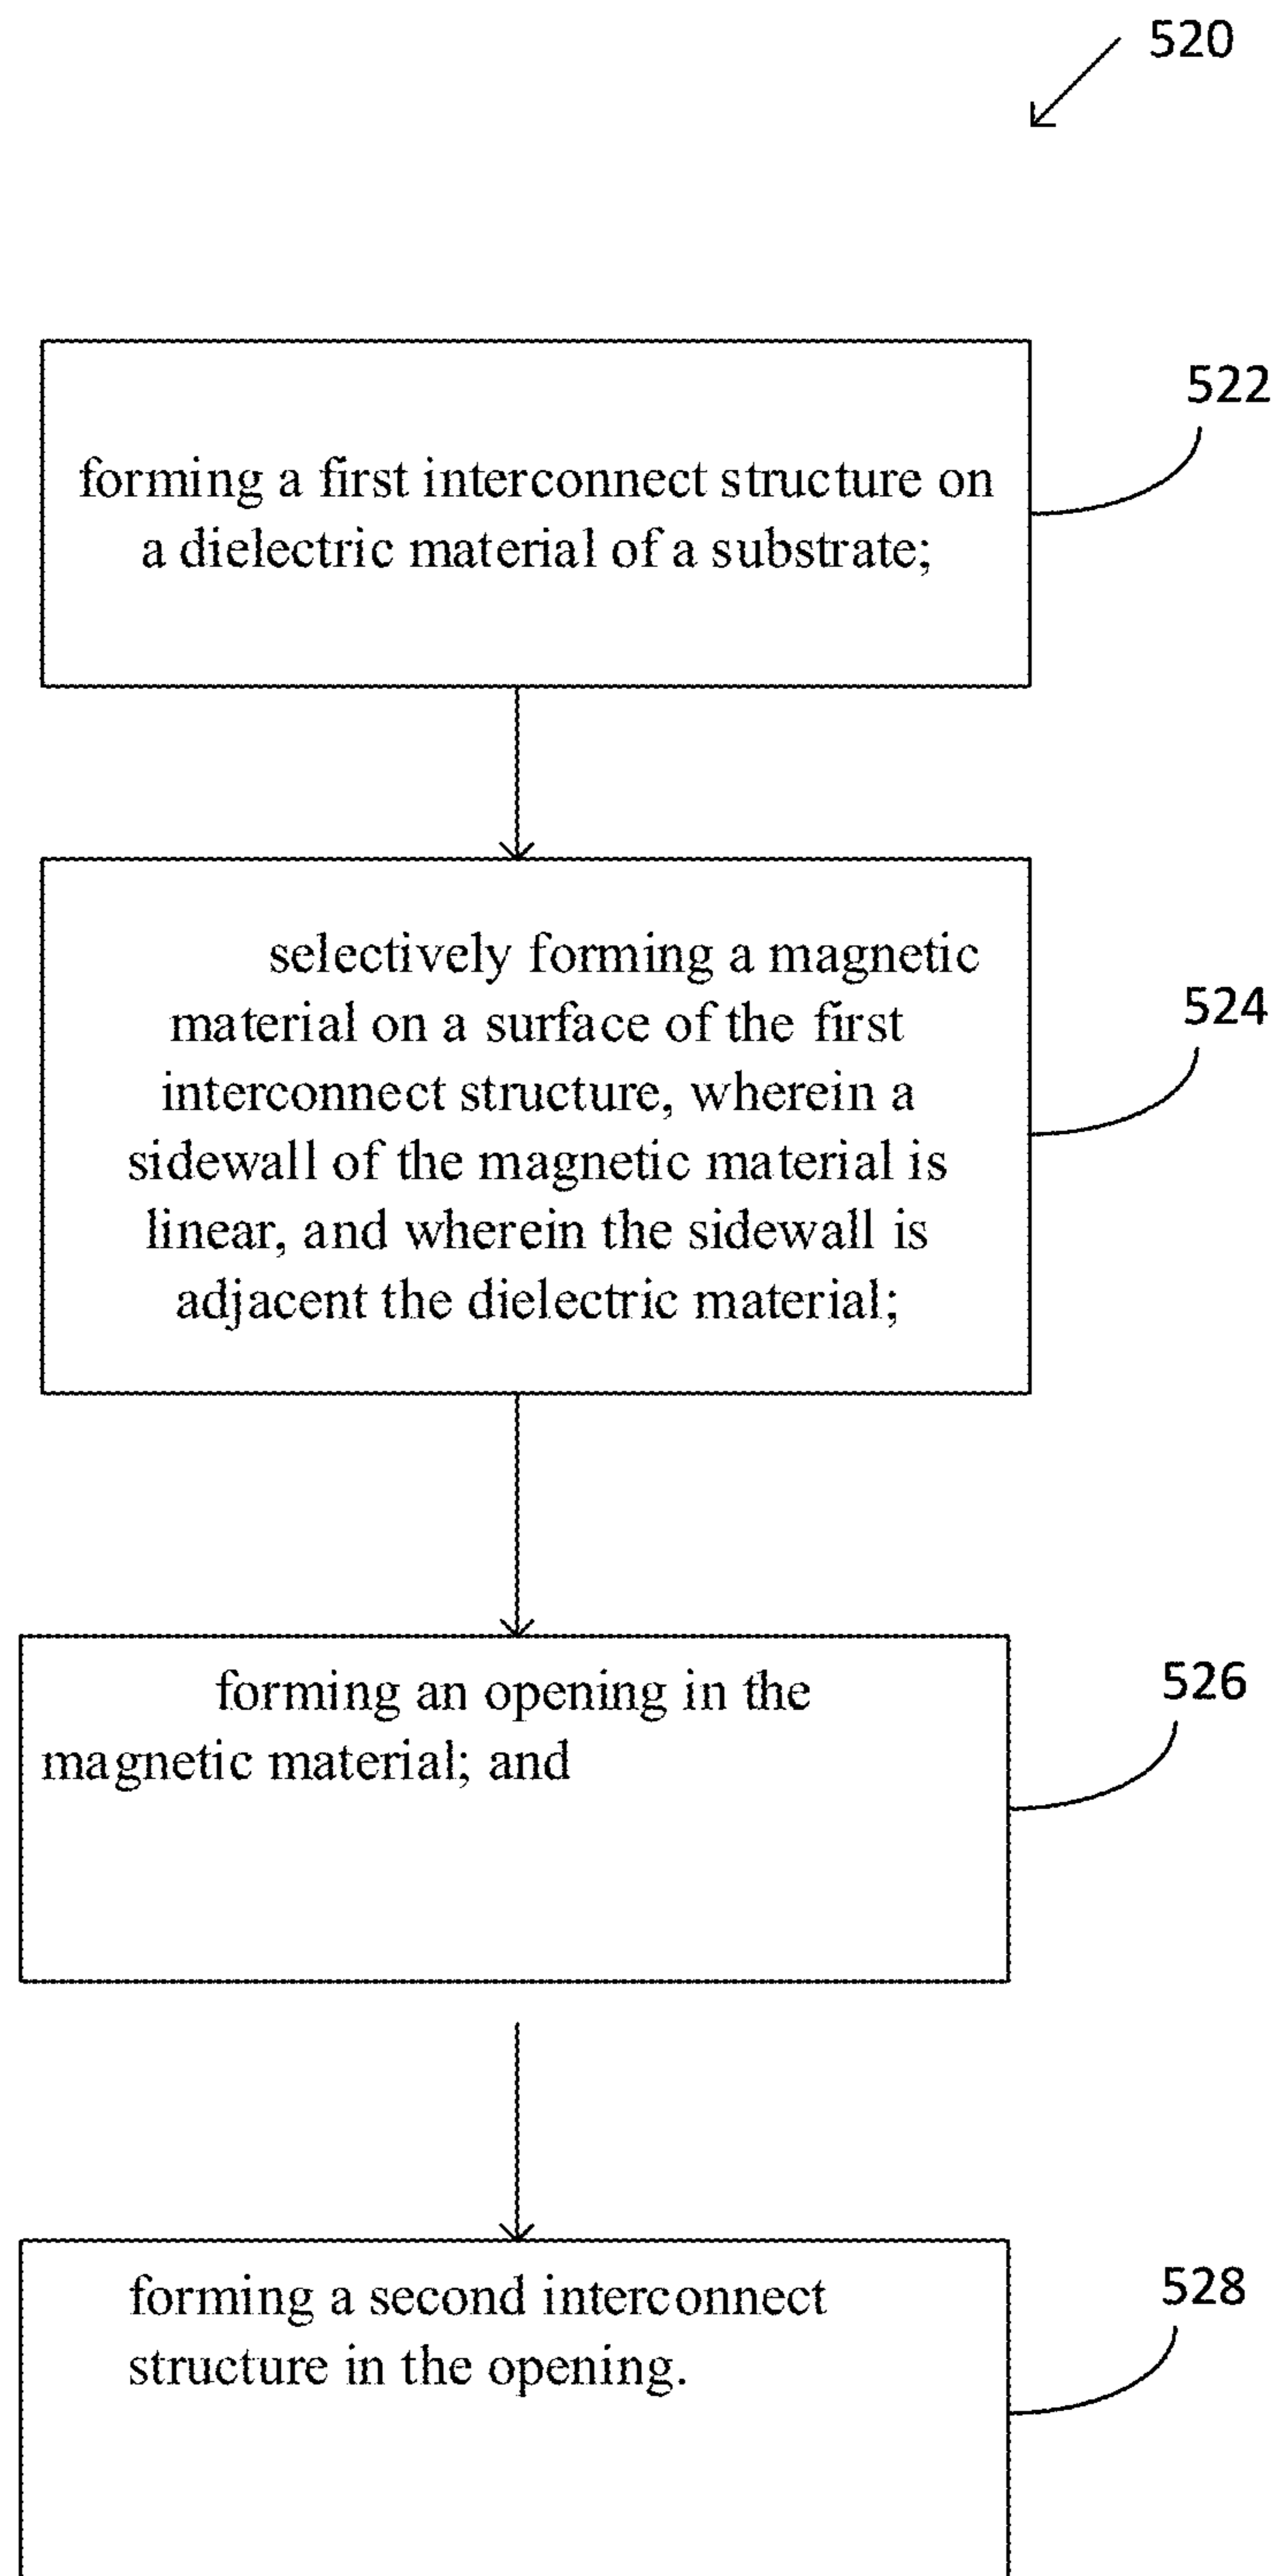 520
522
forming a first interconnect structure on
a dielectric material of a substrate;
524
selectively forming a magnetic
material on a surface of the first
interconnect structure, wherein a
sidewall of the magnetic material is
linear, and wherein the sidewall is
adjacent the dielectric material;
526
forming an opening in the
magnetic material; and
528
forming a second interconnect
structure in the opening.